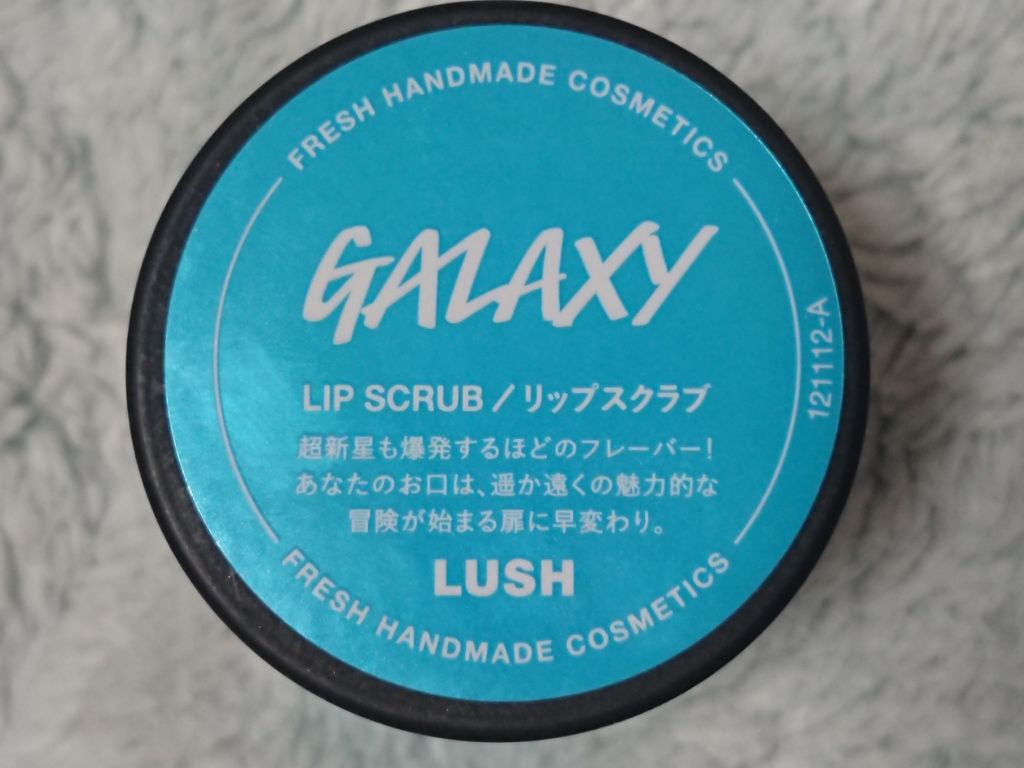 FRESH HANDMADE COSMETICS
GALAXY
LIP SCRUB / リップスクラブ
超新星も爆発するほどのフレーバー!
あなたのお口は、遥か遠くの魅力的な
冒険が始まる扉に早変わり。
LUSH
FRESH HANDMADE COSMETICS
121112-A